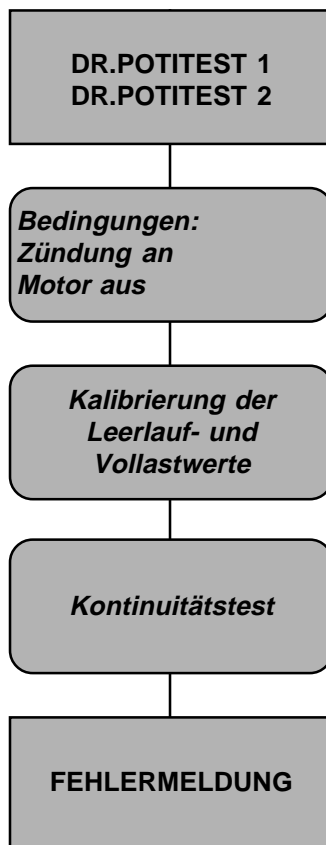 DR.POTITEST 1
DR.POTITEST 2
Bedingungen:
Zündung an
Motor aus
Kalibrierung der
Leerlauf- und
Vollastwerte
Kontinuitätstest
FEHLERMELDUNG